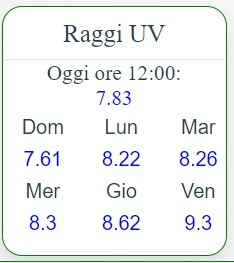 Raggi UV
Oggi ore 12:00:
7.83
Dom Lun Mar
7.61 8.22 8.26
Mer Gio Ven
8.3 8.62 9.3